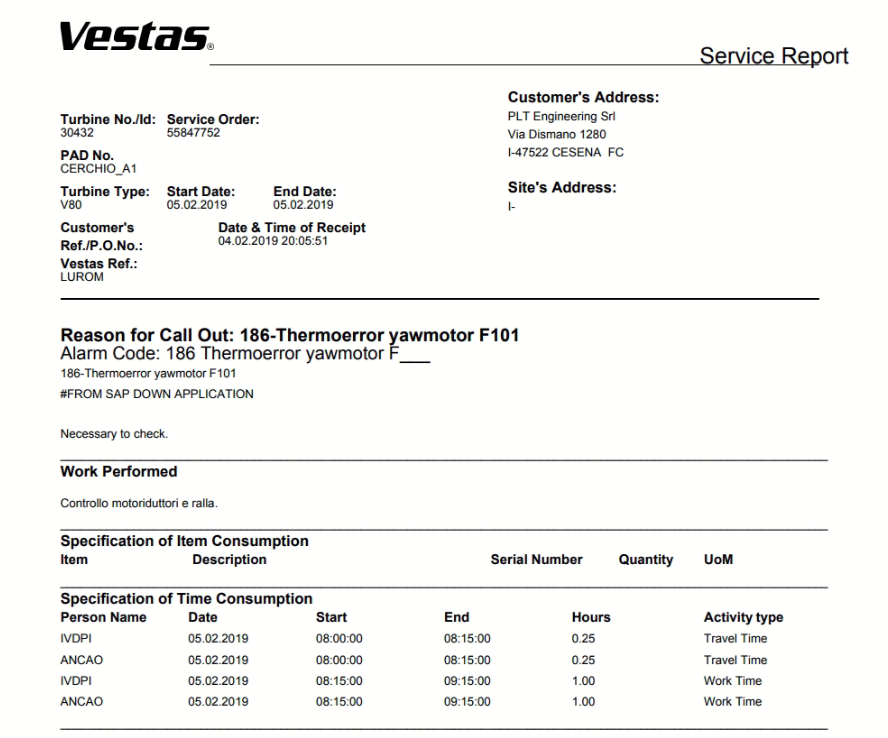 Vestas®
Service Report
Customer's Address:
PLT Engineering Srl
Via Dismano 1280
I-47522 CESENA FC
Site's Address:
I-
Turbine No./Id: Service Order:
30432 55847752
PAD No.
CERCHIO_A1
Turbine Type: Start Date: End Date:
V80 05.02.2019 05.02.2019
Customer's Date & Time of Receipt
Ref./P.O.No.: 04.02.2019 20:05:51
Vestas Ref.:
LUROM
Reason for Call Out: 186-Thermoerror yawmotor F101
Alarm Code: 186 Thermoerror yawmotor F___
186-Thermoerror yawmotor F101
#FROM SAP DOWN APPLICATION
Necessary to check.
Work Performed
Controllo motoriduttori e ralla.
Specification of Item Consumption
Item Description Serial Number Quantity UoM
Specification of Time Consumption
Person Name Date Start End Hours Activity type
IVDPI 05.02.2019 08:00:00 08:15:00 0.25 Travel Time
ANCAO 05.02.2019 08:00:00 08:15:00 0.25 Travel Time
IVDPI 05.02.2019 08:15:00 09:15:00 1.00 Work Time
ANCAO 05.02.2019 08:15:00 09:15:00 1.00 Work Time